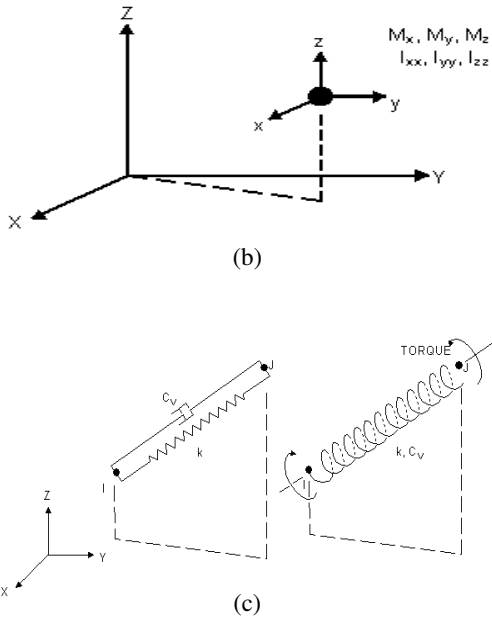 Z
z
Mx, My, Mz
Ixx, Iyy, Izz
x
y
X
Y
(b)
J
TORQUE
J
Cv
k
k, Cv
I
I
Z
Y
X
(c)